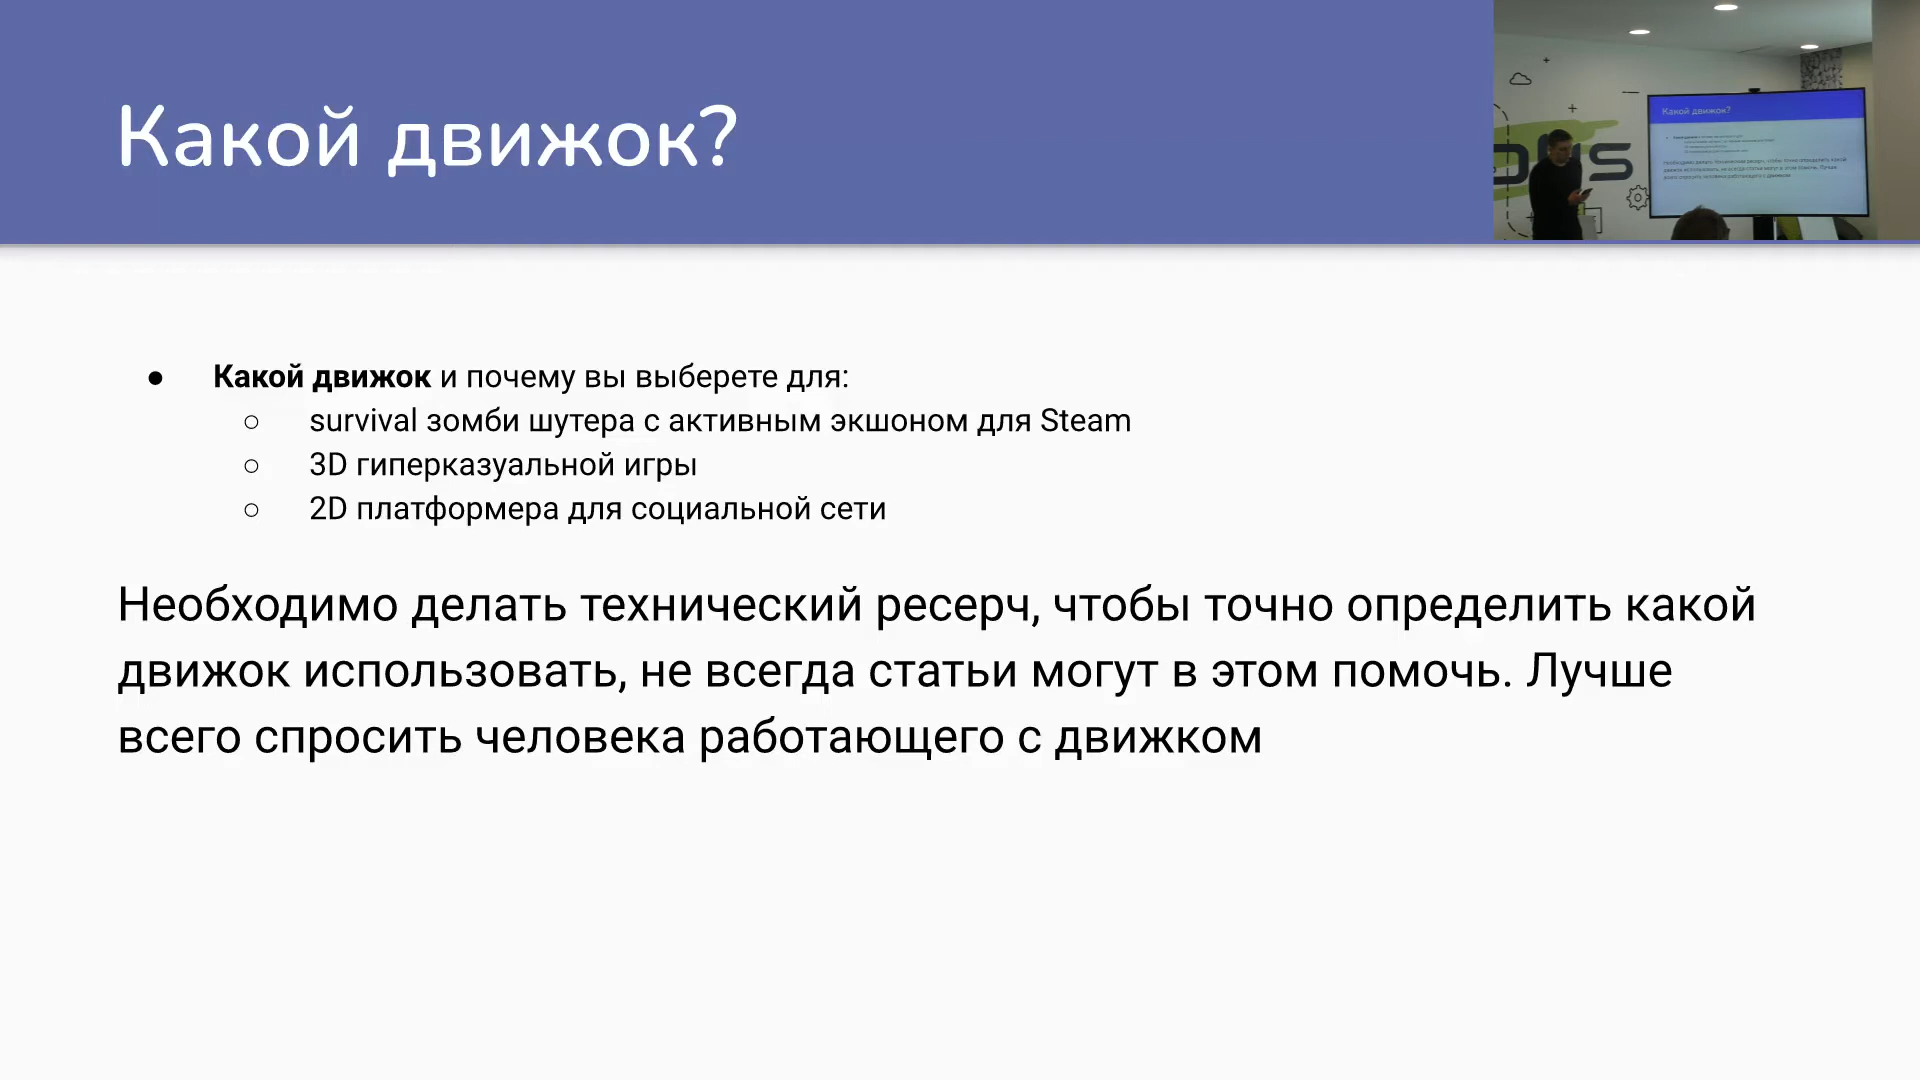 Какой движок?
● Какой движок и почему вы выберете для:
○ survival зомби шутера с активным экшоном для Steam
○ 3D гиперказуальной игры
○ 2D платформера для социальной сети
Необходимо делать технический ресерч, чтобы точно определить какой
движок использовать, не всегда статьи могут в этом помочь. Лучше
всего спросить человека работающего с движком
Какой движок?